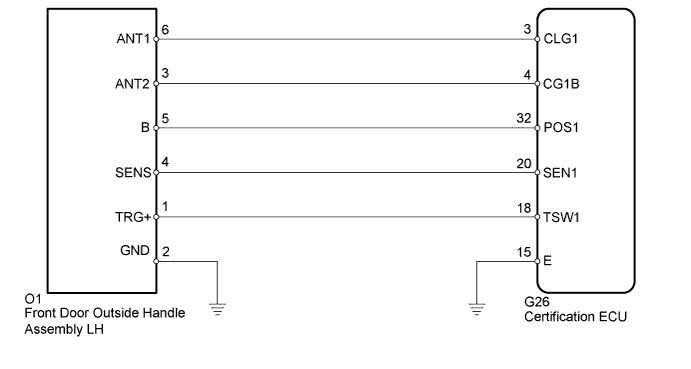 ANT1 6 3 CLG1
ANT2 3 4 CG1B
B 5 32 POS1
SENS 4 20 SEN1
TRG+ 1 18 TSW1
GND 2 15 E
O1
Front Door Outside Handle
Assembly LH
G26
Certification ECU